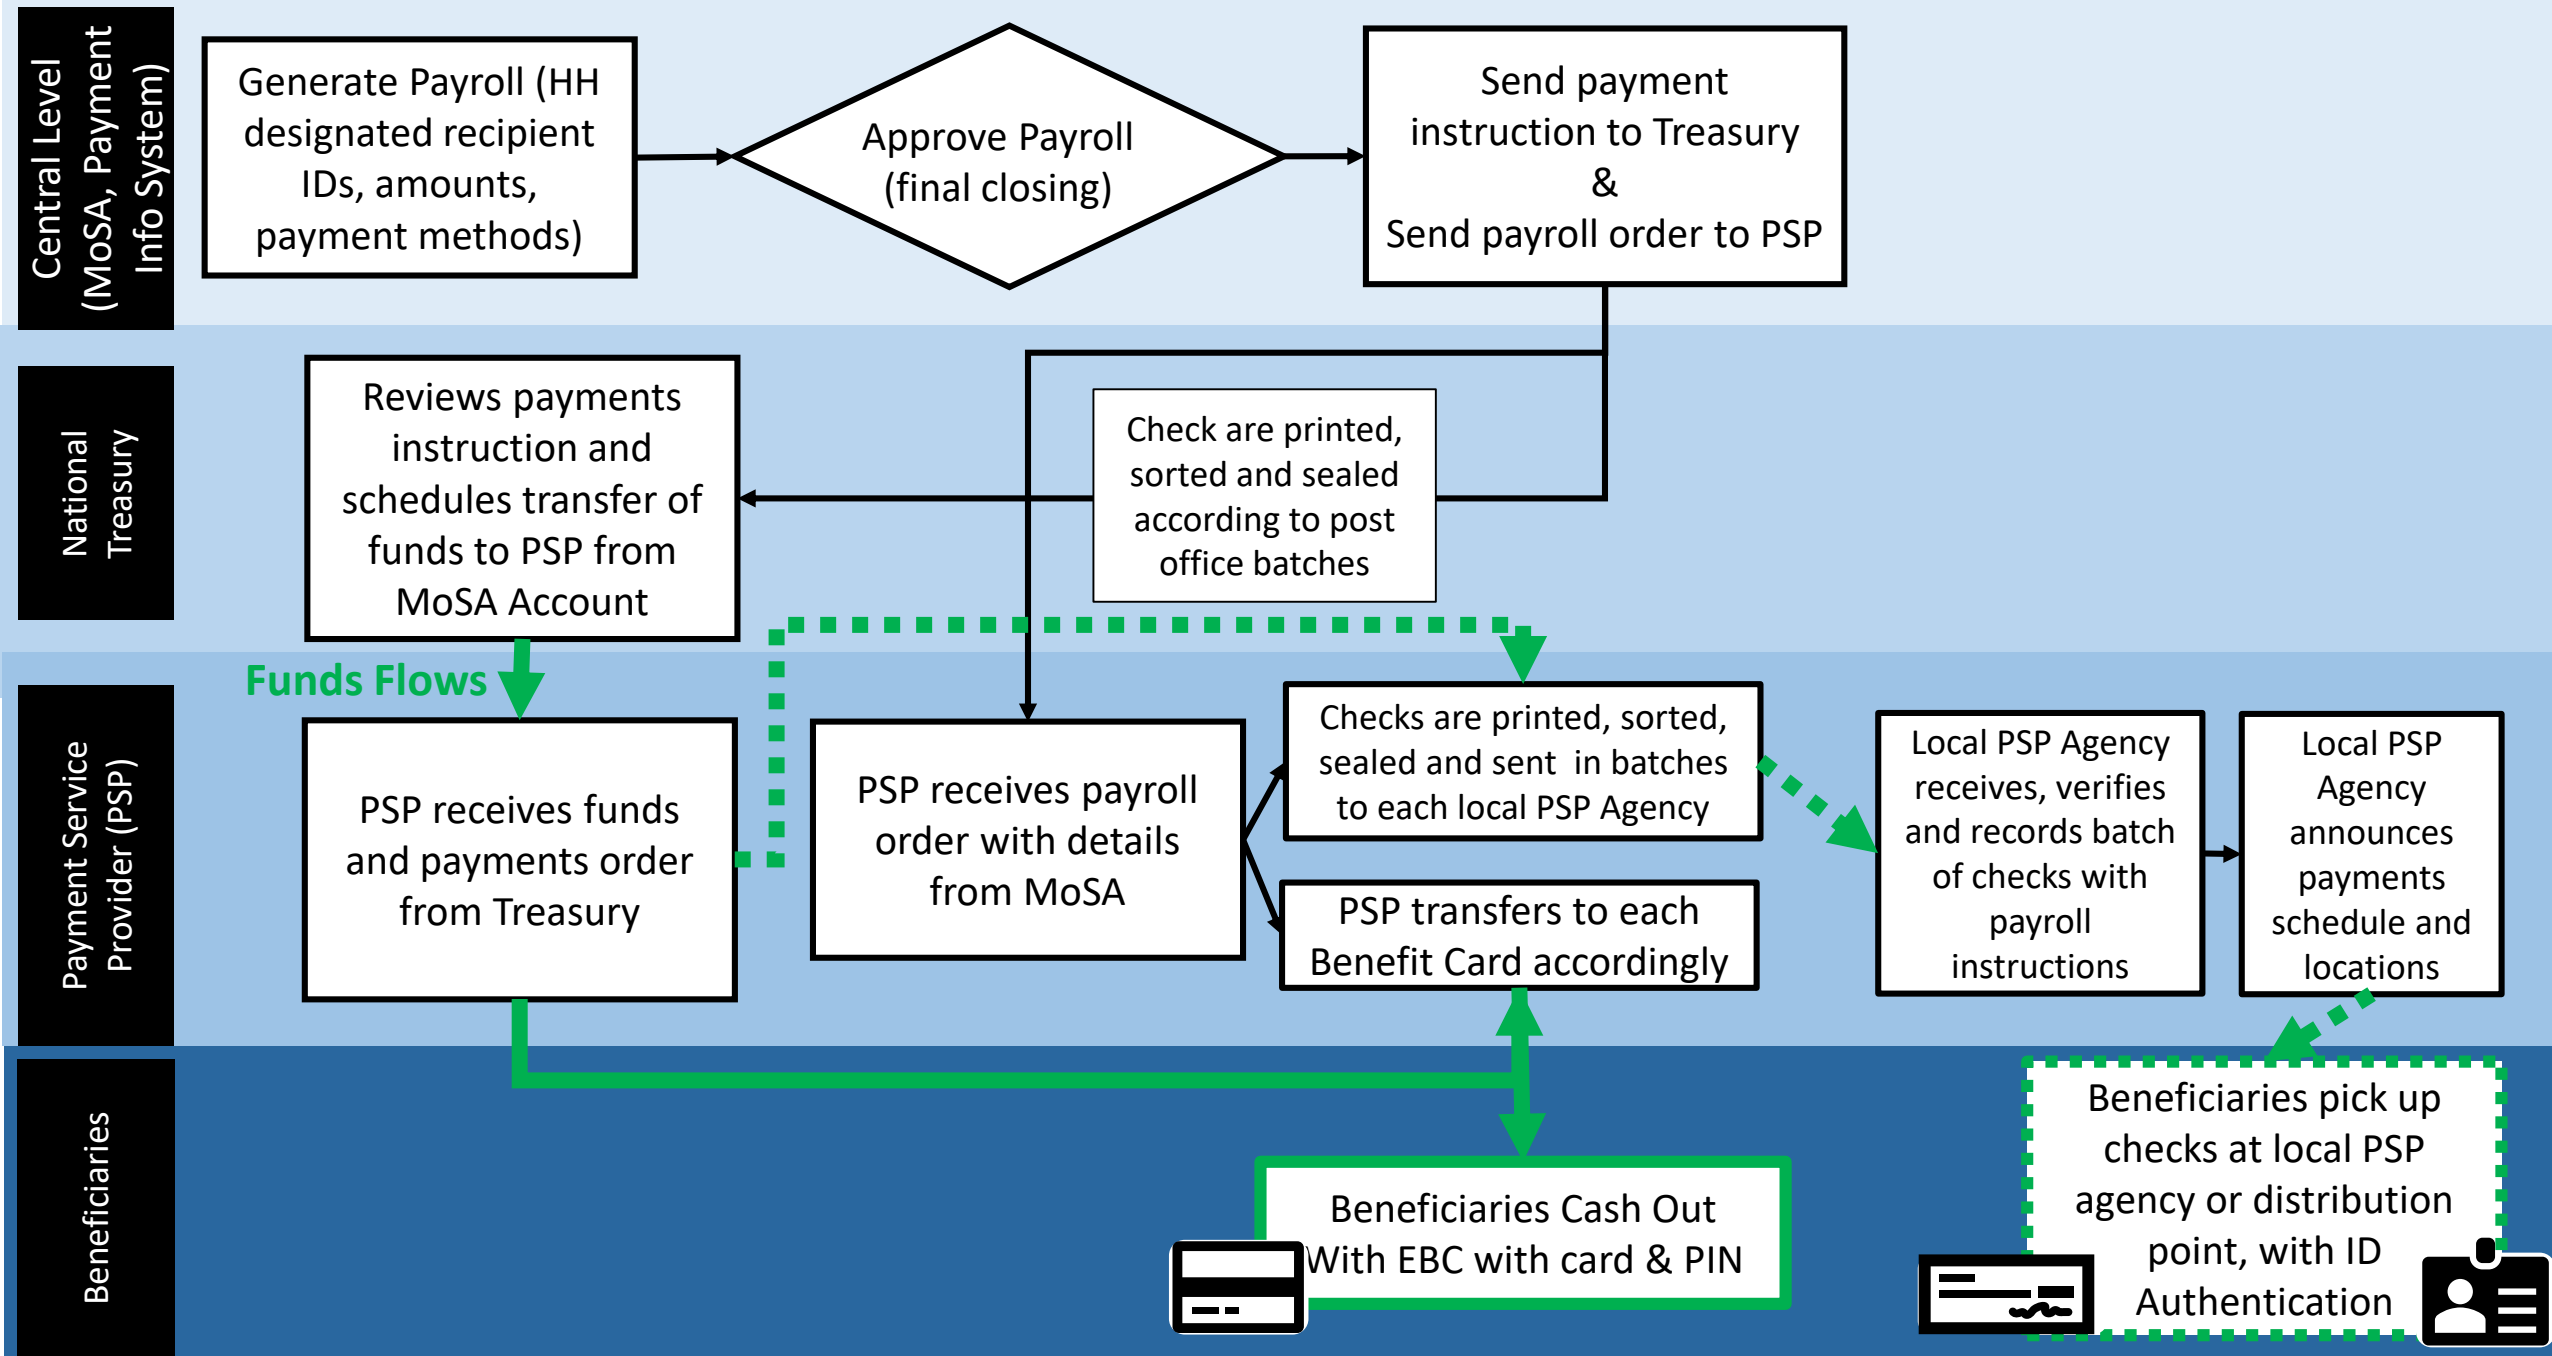 Central Level
(MoSA, Payment
Info System)
Generate Payroll (HH
designated recipient
IDs, amounts,
payment methods)
Approve Payroll
(final closing)
Send payment
instruction to Treasury
&
Send payroll order to PSP
National
Treasury
Reviews payments
instruction and
schedules transfer of
funds to PSP from
MoSA Account
Check are printed,
sorted and sealed
according to post
office batches
Funds Flows
Payment Service
Provider (PSP)
PSP receives funds
and payments order
from Treasury
PSP receives payroll
order with details
from MoSA
Checks are printed, sorted,
sealed and sent in batches
to each local PSP Agency
PSP transfers to each
Benefit Card accordingly
Local PSP Agency
receives, verifies
and records batch
of checks with
payroll
instructions
Local PSP
Agency
announces
payments
schedule and
locations
Beneficiaries
Beneficiaries Cash Out
With EBC with card & PIN
Beneficiaries pick up
checks at local PSP
agency or distribution
point, with ID
Authentication